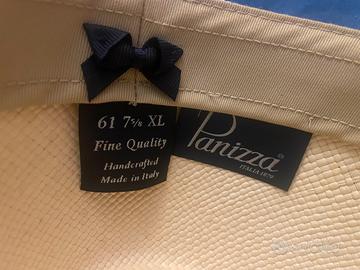 61 7⅝ XL
Fine Quality
Handcrafted
Made in Italy
Panizza®
ITALIA 1879